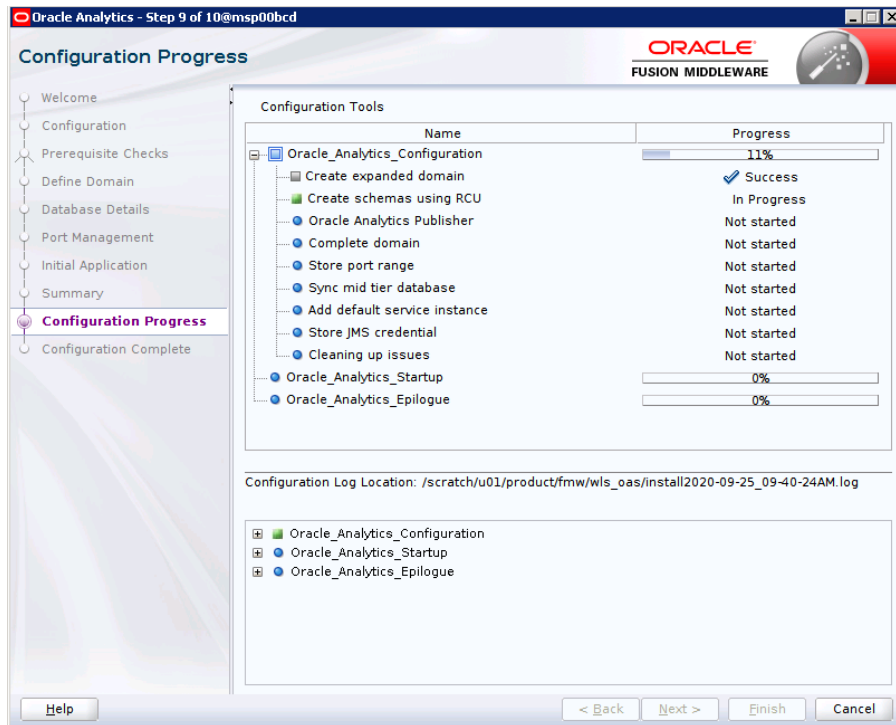 Oracle Analytics - Step 9 of 10@msp00bcd
Configuration Progress
ORACLE
FUSION MIDDLEWARE
Welcome
Configuration
Prerequisite Checks
Define Domain
Database Details
Port Management
Initial Application
Summary
Configuration Progress
Configuration Complete
Configuration Tools
Name Progress
Oracle_Analytics_Configuration 11%
Create expanded domain Success
Create schemas using RCU In Progress
Oracle Analytics Publisher Not started
Complete domain Not started
Store port range Not started
Sync mid tier database Not started
Add default service instance Not started
Store JMS credential Not started
Cleaning up issues Not started
Oracle_Analytics_Startup 0%
Oracle_Analytics_Epilogue 0%
Configuration Log Location: /scratch/u01/product/fmw/wls_oas/install2020-09-25_09-40-24AM.log
Oracle_Analytics_Configuration
Oracle_Analytics_Startup
Oracle_Analytics_Epilogue
Help < Back Next > Finish Cancel